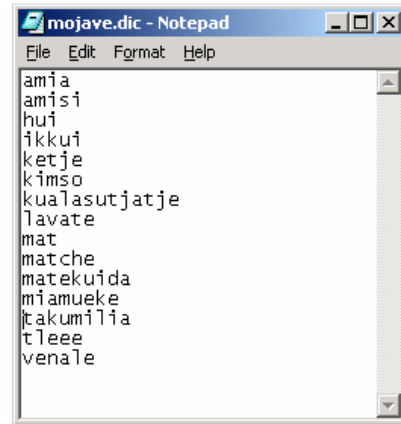 mojave.dic - Notepad
File Edit Format Help
amia
amisi
hui
ikkui
ketje
kimso
kualasutjatje
lavate
mat
matche
matekuida
miamueke
takumilia
tleee
venale